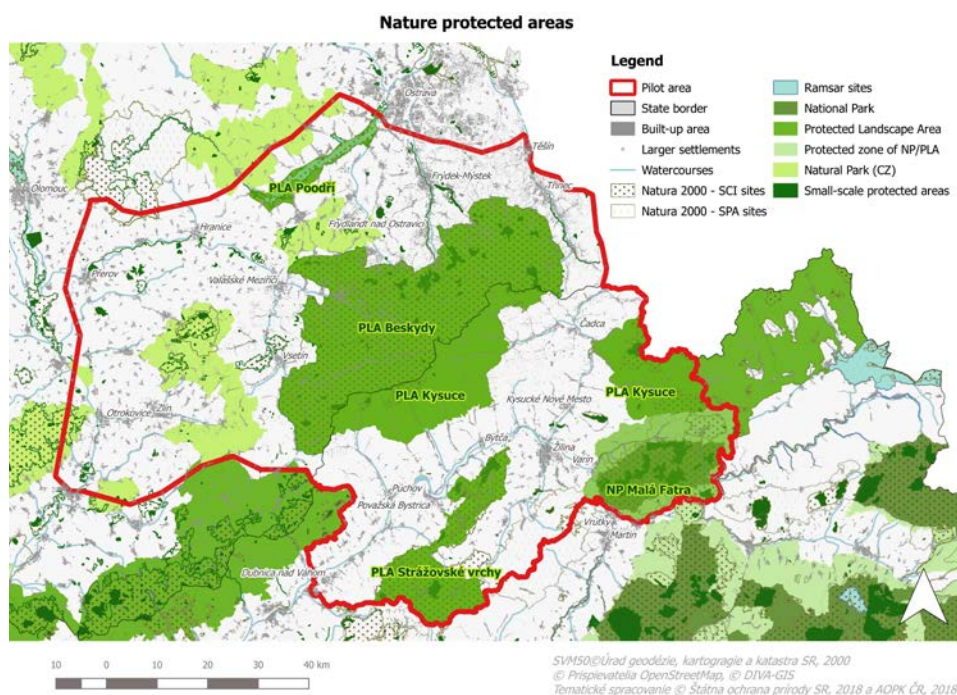 Nature protected areas
Legend
Pilot area
State border
Built-up area
Larger settlements
Watercourses
Natura 2000 - SCI sites
Natura 2000 - SPA sites
Ramsar sites
National Park
Protected Landscape Area
Protected zone of NP/PLA
Natural Park (CZ)
Small-scale protected areas
Ostrava
Těšín
Olomouc
PLA Poodří
Frýdek-Mystek
Třinec
Hranice
Frýdlandt nad Ostravicí
Přerov
Valašské Meziříčí
PLA Beskydy
Čadca
Vsetín
PLA Kysuce
PLA Kysuce
Kysucké Nové Mesto
Otrokovice
Zlín
Bytča
Žilina
Varín
Puchov
NP Malá Fatra
Považská Bystrica
Vrútky
Martin
Dubnica nad Váhom
PLA Strážovské vrchy
10 0 10 20 30 40 km
SVM50©Úrad geodézie, kartogragie a katastra SR, 2000
© Prispievatelia OpenStreetMap, © DIVA-GIS
Tematické spracovanie © Štátna ochrana prírody SR, 2018 a AOPK ČR, 2018